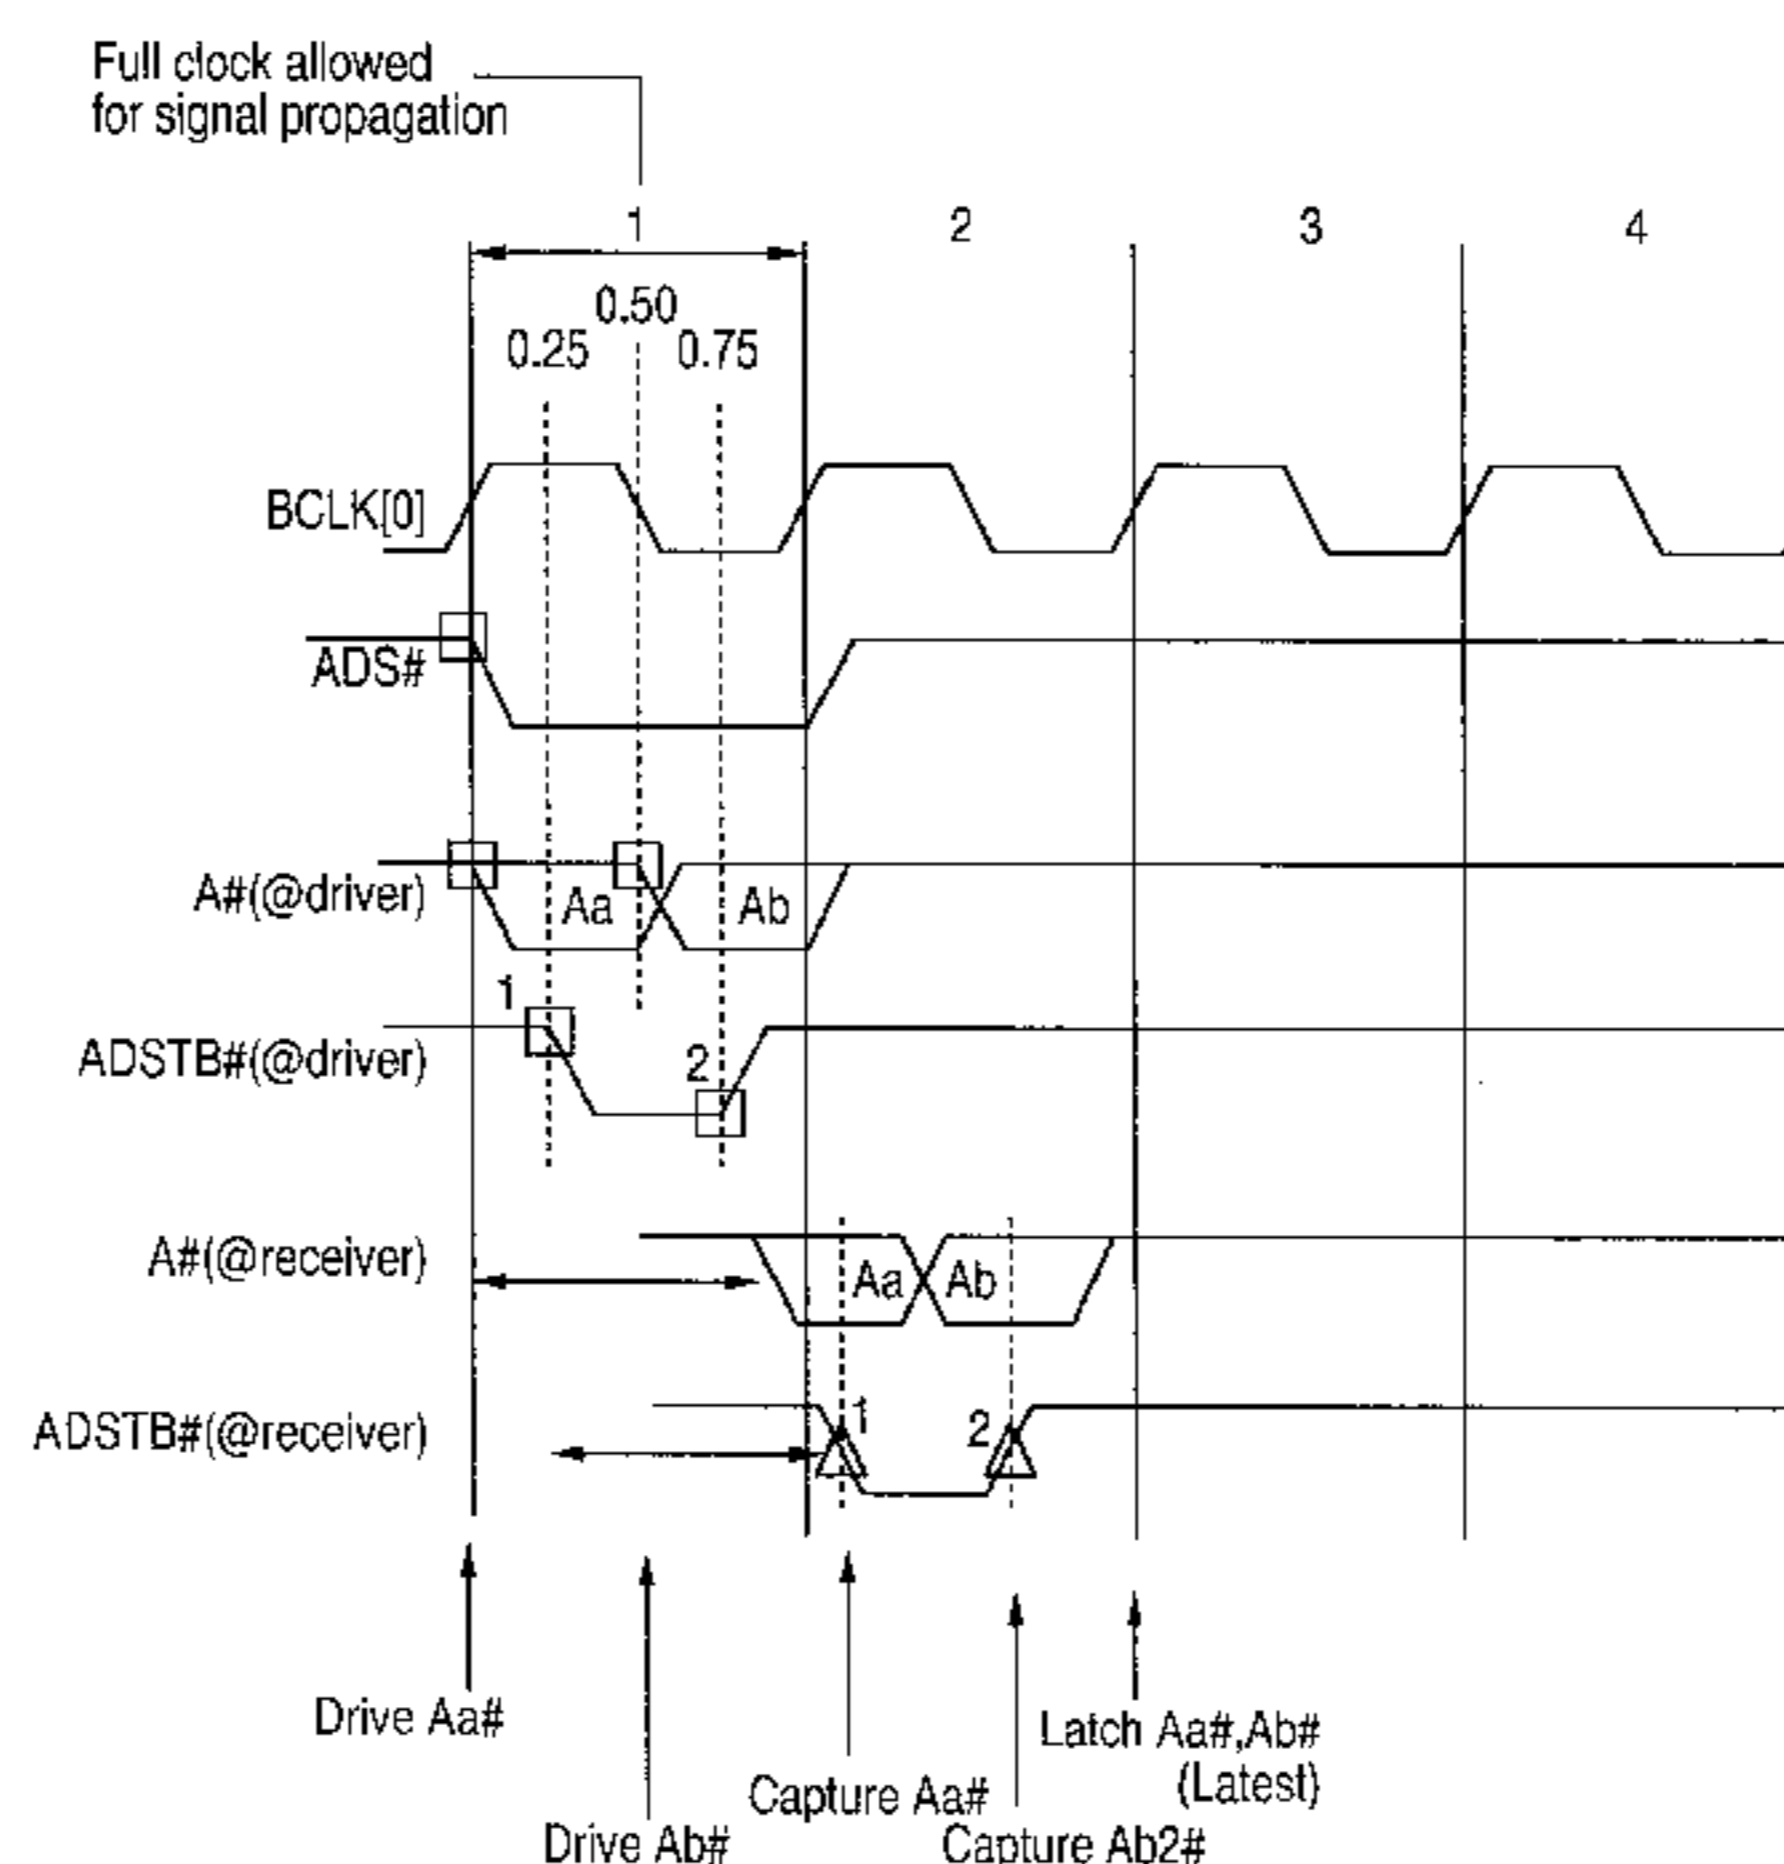 Full clock allowed
for signal propagation
1 2 3 4
0.50
0.25 0.75
BCLK[0]
ADS#
A#(@driver)
Aa Ab
1
ADSTB#(@driver)
2
A#(@receiver)
Aa Ab
ADSTB#(@receiver)
1 2
Drive Aa#
Latch Aa#,Ab#
(Latest)
Capture Aa#
Drive Ab#
Capture Ab2#